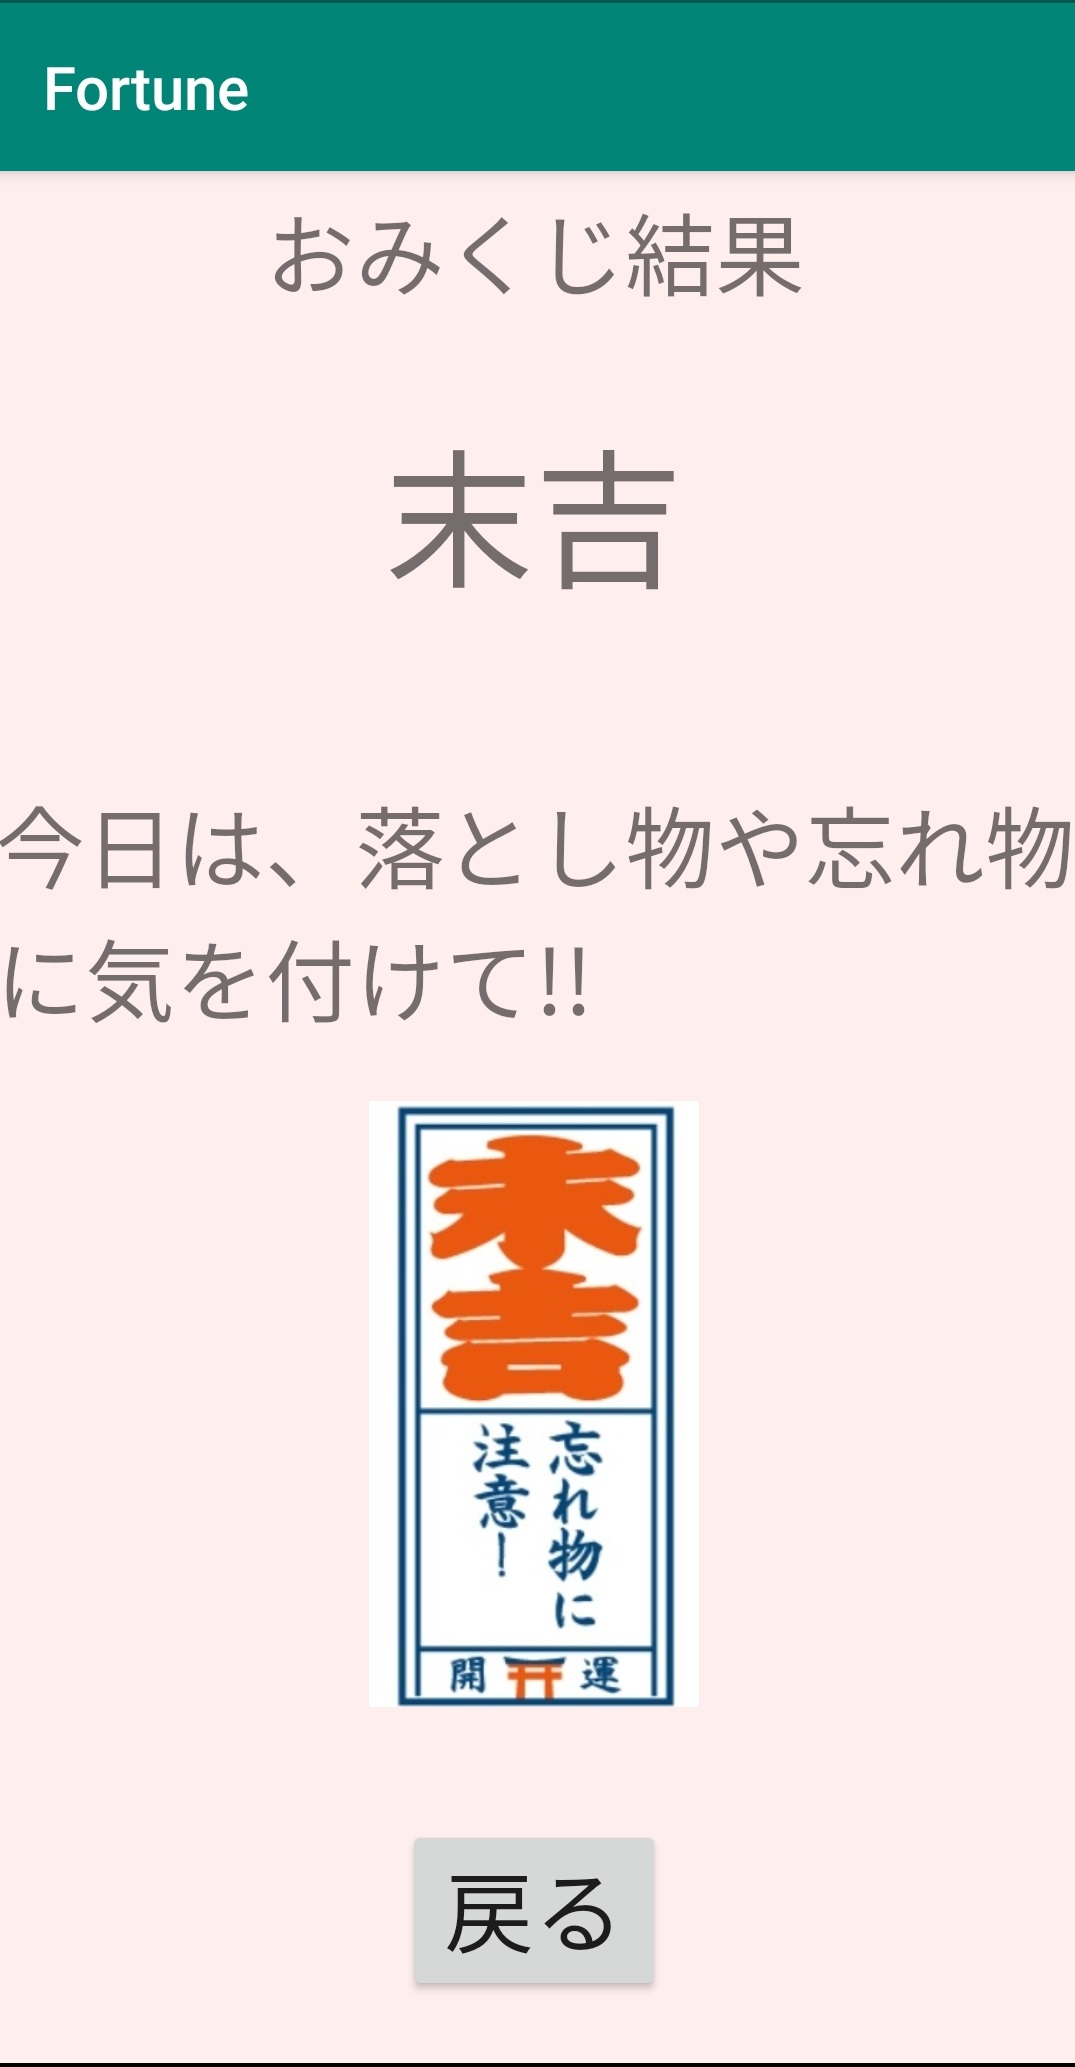 Fortune
おみくじ結果
末吉
今日は、落とし物や忘れ物
に気を付けて!!
末吉
忘れ物に
注意！
開 運
戻る